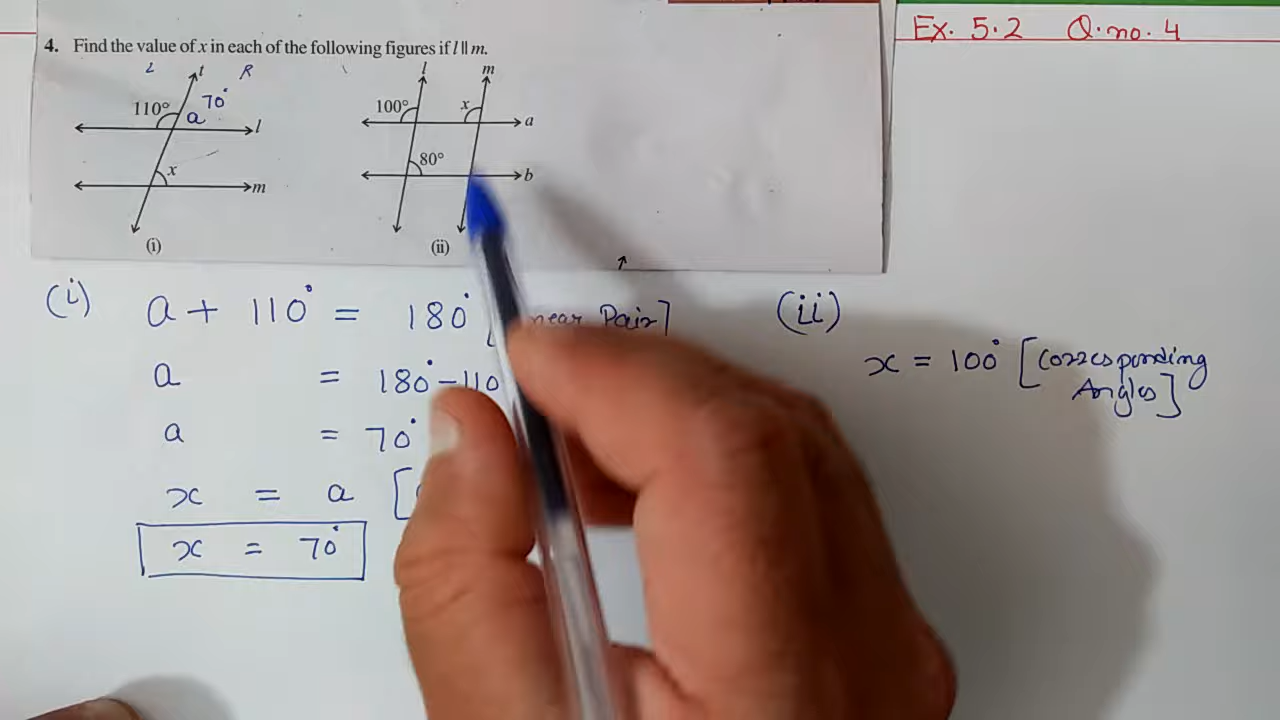 Ex. 5.2 Q.no. 4
4. Find the value of x in each of the following figures if l || m.
L t R
110° a 70° l
x
m
(i)
l m
100° x a
80° b
(ii)
(i) a + 110° = 180° Pair]
a = 180° - 110
a = 70°
x = a [
x = 70°
(ii)
x = 100° [Corresponding
Angles]